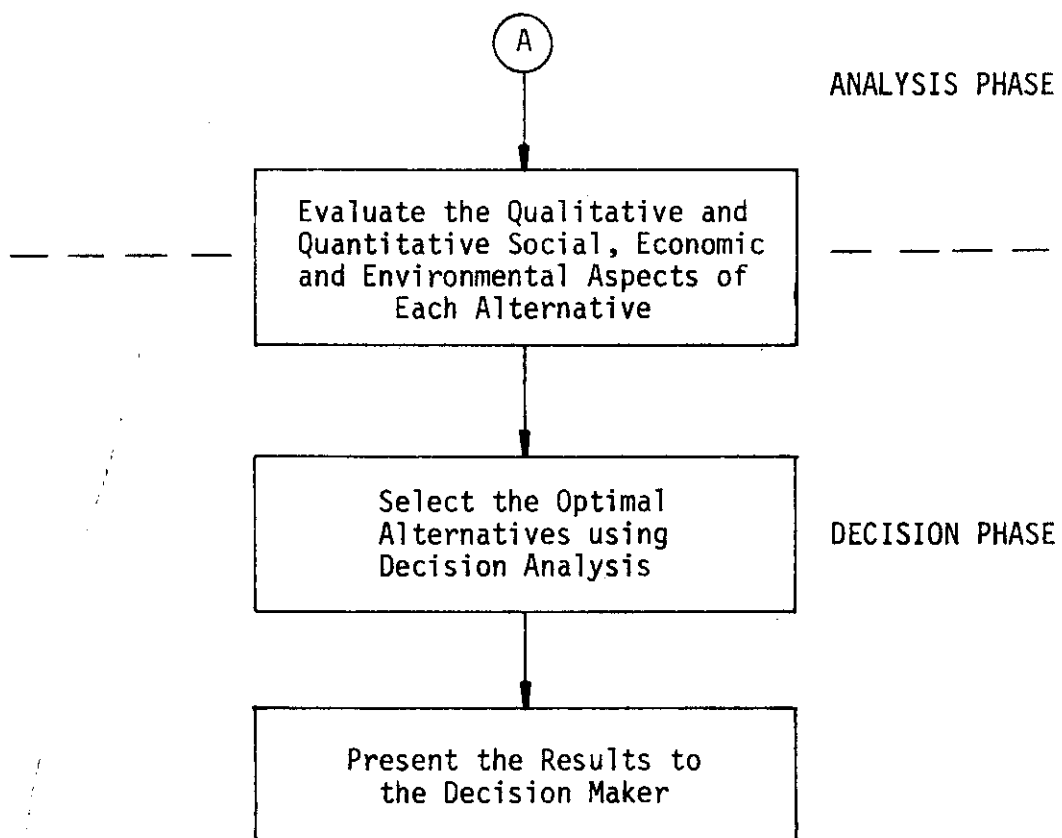 A
ANALYSIS PHASE
Evaluate the Qualitative and
Quantitative Social, Economic
and Environmental Aspects of
Each Alternative
Select the Optimal
Alternatives using
Decision Analysis
DECISION PHASE
Present the Results to
the Decision Maker